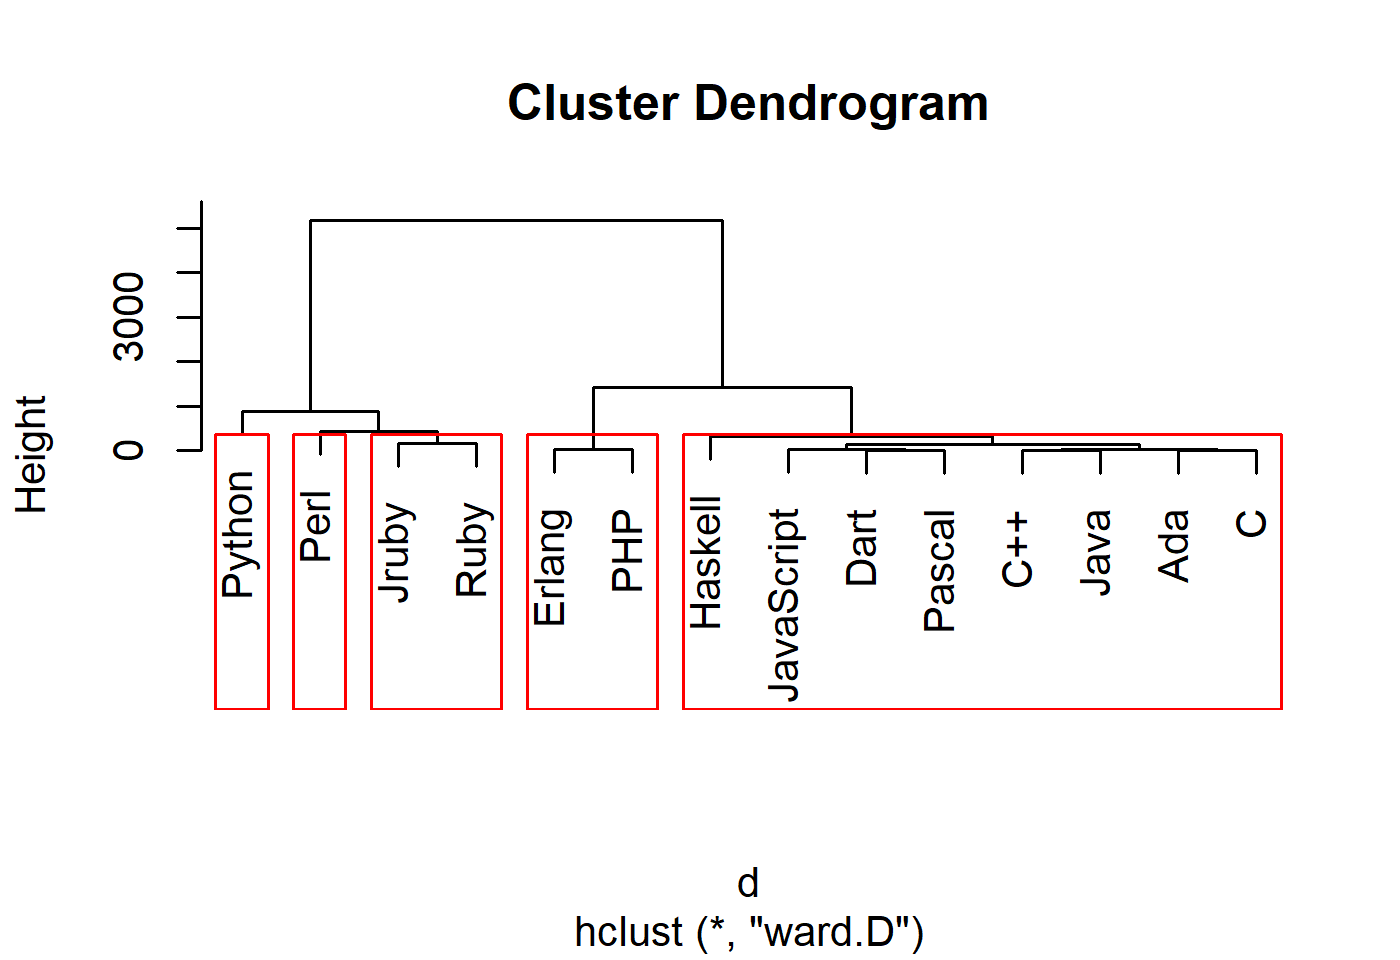 Cluster Dendrogram
Height
3000
0
Python
Perl
Jruby
Ruby
Erlang
PHP
Haskell
JavaScript
Dart
Pascal
C++
Java
Ada
C
d
hclust (*, "ward.D")